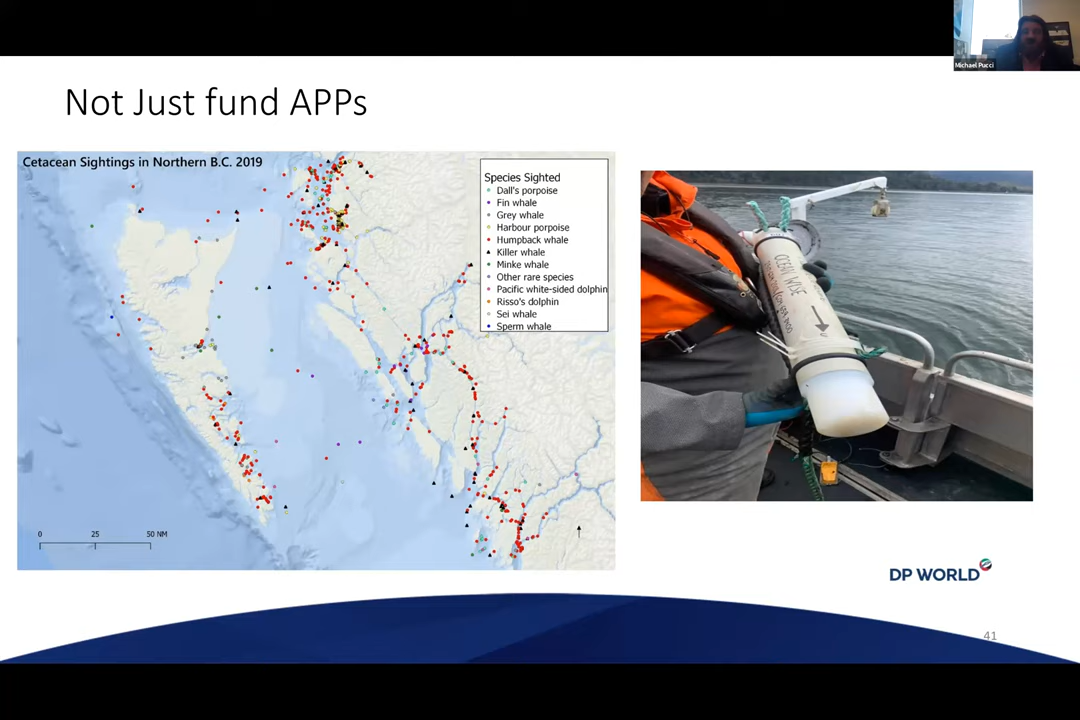 Michael Pucci
Not Just fund APPs
Cetacean Sightings in Northern B.C. 2019
Species Sighted
Dall's porpoise
Fin whale
Grey whale
Harbour porpoise
Humpback whale
Killer whale
Minke whale
Other rare species
Pacific white-sided dolphin
Risso's dolphin
Sei whale
Sperm whale
0 25 50 NM
OCEAN WISE
DP WORLD
41